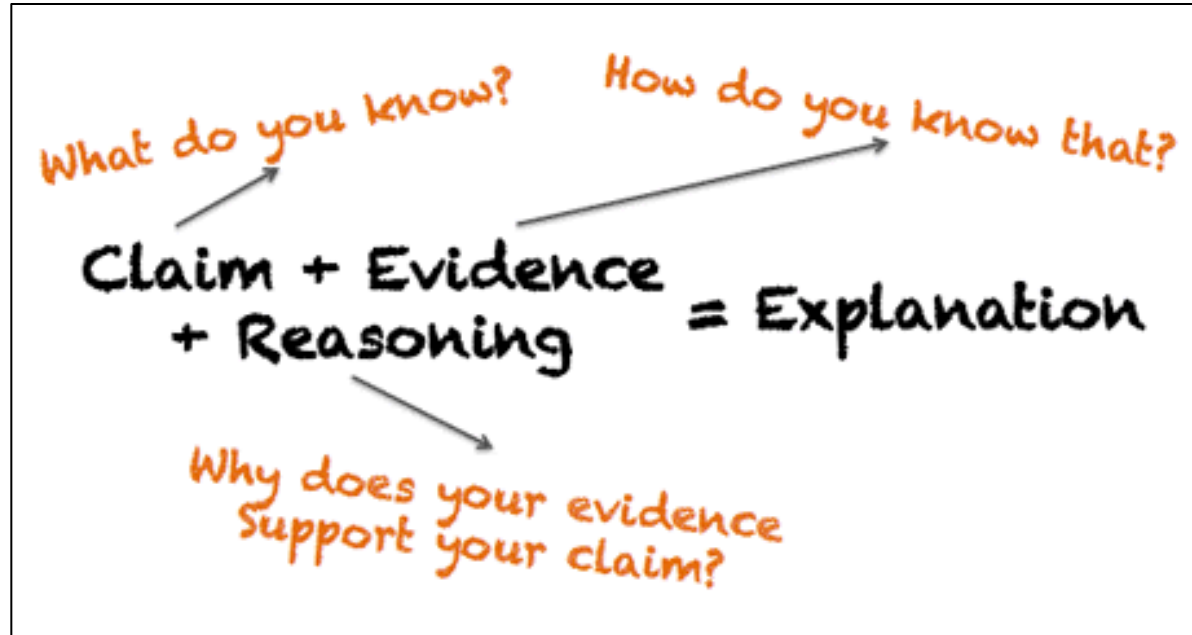 What do you know?
How do you know that?
Claim + Evidence
+ Reasoning
= Explanation
Why does your evidence
Support your claim?